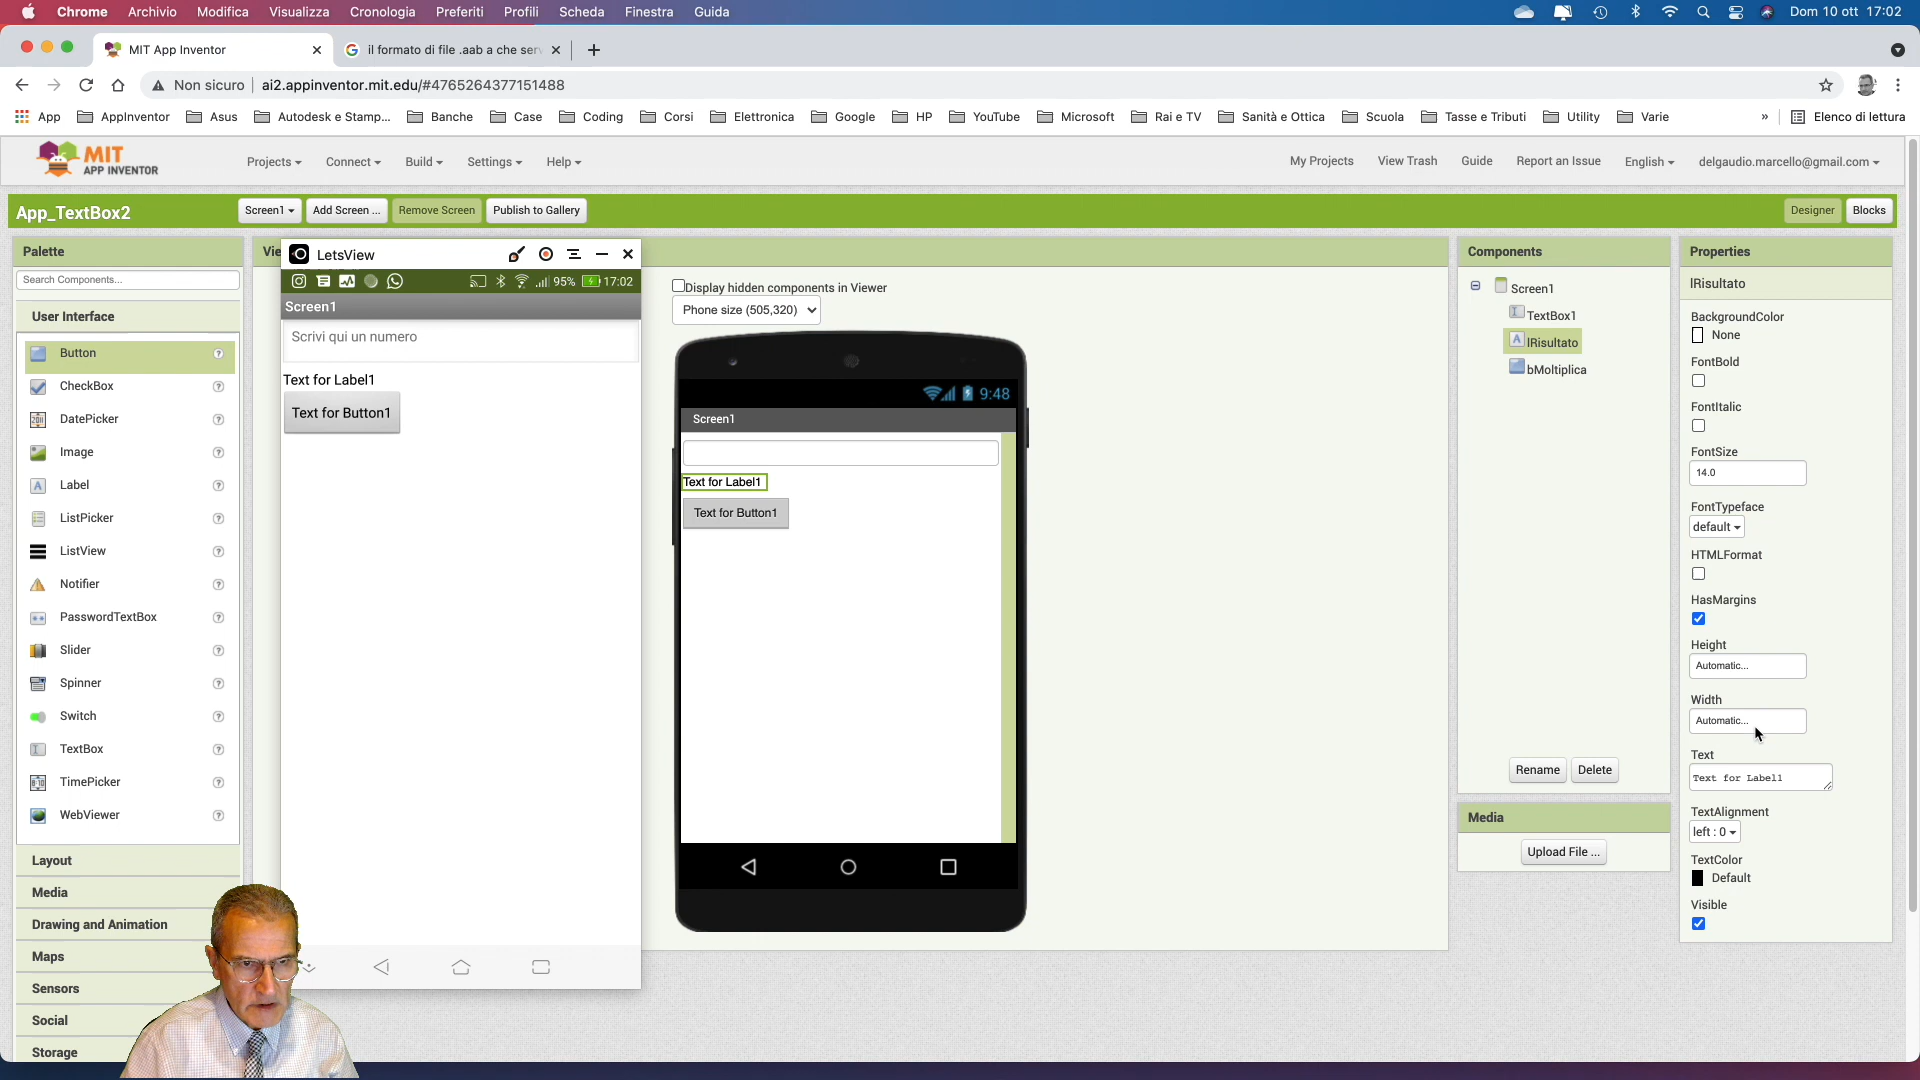 Chrome Archivio Modifica Visualizza Cronologia Preferiti Profili Scheda Finestra Guida Dom 10 ott 17:02
MIT App Inventor il formato di file .aab a che serv
Non sicuro ai2.appinventor.mit.edu/#4765264377151488
App AppInventor Asus Autodesk e Stamp... Banche Case Coding Corsi Elettronica Google HP YouTube Microsoft Rai e TV Sanità e Ottica Scuola Tasse e Tributi Utility Varie » Elenco di lettura
MIT
APP INVENTOR
Projects Connect Build Settings Help My Projects View Trash Guide Report an Issue English delgaudio.marcello@gmail.com
App_TextBox2 Screen1 Add Screen ... Remove Screen Publish to Gallery Designer Blocks
Palette
Search Components...
User Interface
Button
CheckBox
DatePicker
Image
Label
ListPicker
ListView
Notifier
PasswordTextBox
Slider
Spinner
Switch
TextBox
TimePicker
WebViewer
Layout
Media
Drawing and Animation
Maps
Sensors
Social
Storage
Vie
LetsView
95% 17:02
Screen1
Scrivi qui un numero
Text for Label1
Text for Button1
Display hidden components in Viewer
Phone size (505,320)
9:48
Screen1
Text for Label1
Text for Button1
Components
Screen1
TextBox1
lRisultato
bMoltiplica
Rename Delete
Media
Upload File ...
Properties
lRisultato
BackgroundColor
None
FontBold
FontItalic
FontSize
14.0
FontTypeface
default
HTMLFormat
HasMargins
Height
Automatic...
Width
Automatic...
Text
Text for Label1
TextAlignment
left : 0
TextColor
Default
Visible